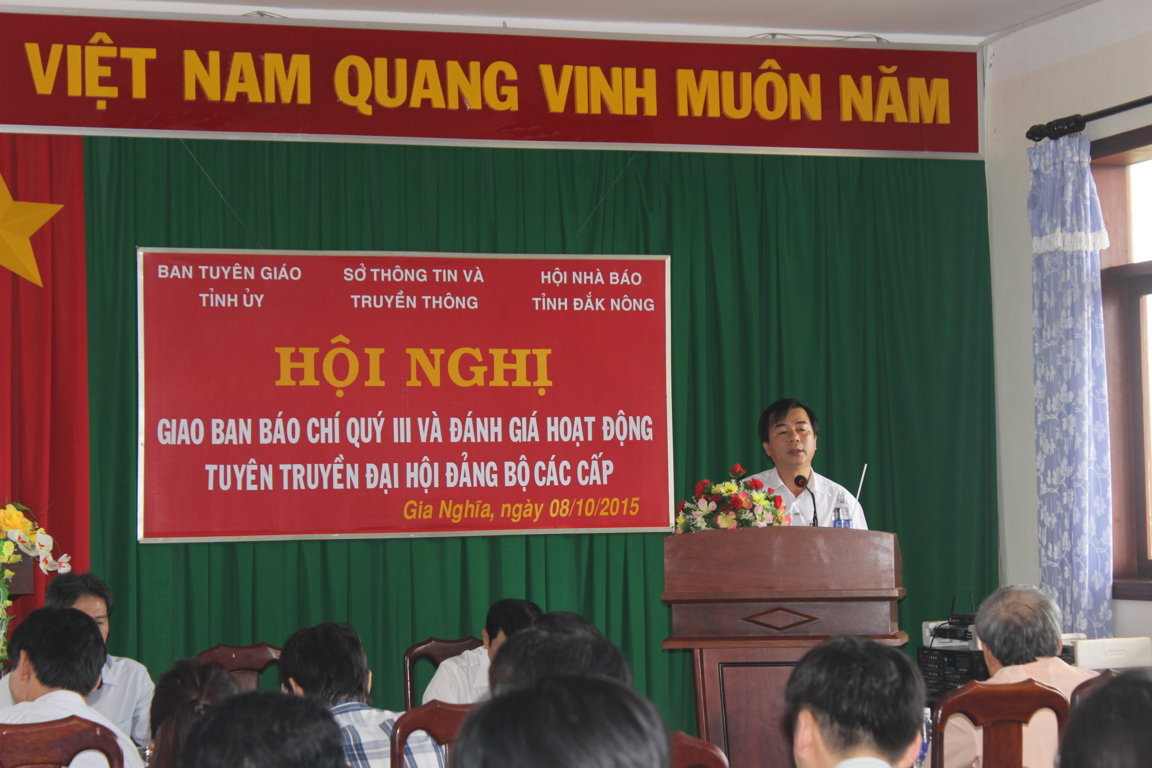 VIỆT NAM QUANG VINH MUÔN NĂM
BAN TUYÊN GIÁO
TỈNH ỦY
SỞ THÔNG TIN VÀ
TRUYỀN THÔNG
HỘI NHÀ BÁO
TỈNH ĐẮK NÔNG
HỘI NGHỊ
GIAO BAN BÁO CHÍ QUÝ III VÀ ĐÁNH GIÁ HOẠT ĐỘNG
TUYÊN TRUYỀN ĐẠI HỘI ĐẢNG BỘ CÁC CẤP
Gia Nghĩa, ngày 08/10/2015